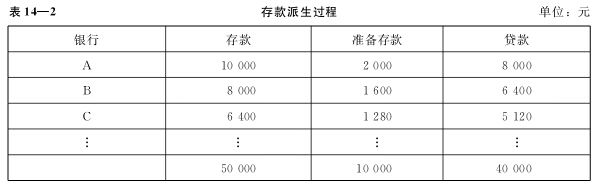 表14—2 存款派生过程 单位：元
银行 存款 准备存款 贷款
A 10 000 2 000 8 000
B 8 000 1 600 6 400
C 6 400 1 280 5 120
⋮ ⋮ ⋮ ⋮
50 000 10 000 40 000